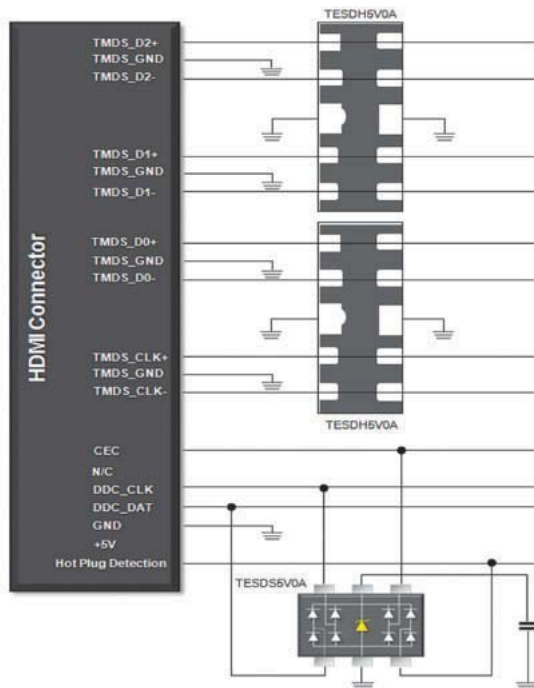 TESDH5V0A
TMDS_D2+
TMDS_GND
TMDS_D2-
TMDS_D1+
TMDS_GND
TMDS_D1-
TMDS_D0+
TMDS_GND
TMDS_D0-
HDMI Connector
TMDS_CLK+
TMDS_GND
TMDS_CLK-
TESDH5V0A
CEC
N/C
DDC_CLK
DDC_DAT
GND
+5V
Hot Plug Detection
TESDS5V0A